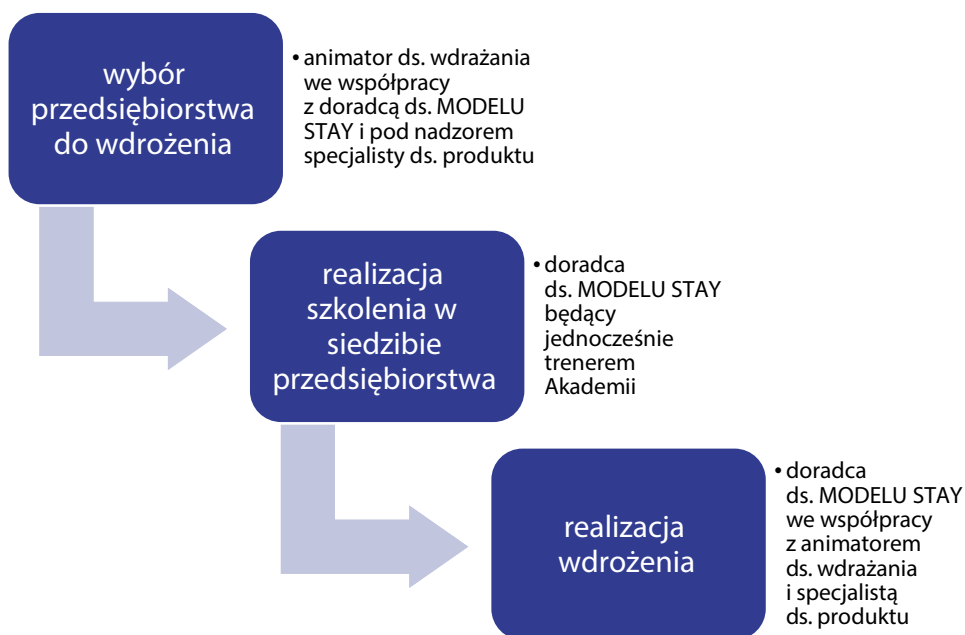 wybór
przedsiębiorstwa
do wdrożenia
• animator ds. wdrażania
we współpracy
z doradcą ds. MODELU
STAY i pod nadzorem
specjalisty ds. produktu
realizacja
szkolenia w
siedzibie
przedsiębiorstwa
• doradca
ds. MODELU STAY
będący
jednocześnie
trenerem
Akademii
realizacja
wdrożenia
• doradca
ds. MODELU STAY
we współpracy
z animatorem
ds. wdrażania
i specjalistą
ds. produktu